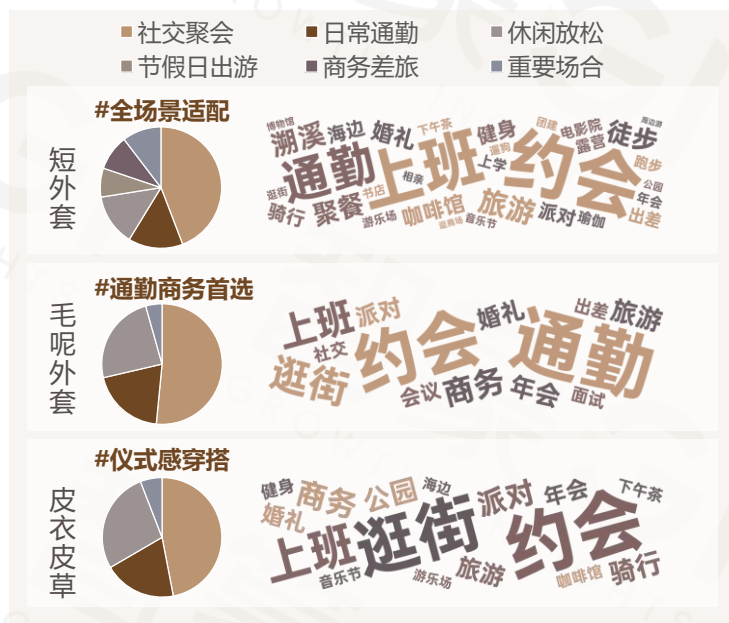 社交聚会 日常通勤 休闲放松
节假日出游 商务差旅 重要场合
#全场景适配
短外套
博物馆 溯溪 海边 婚礼 下午茶 健身 团建 电影院 露营 徒步 海边游
通勤 上班 约会 逛街 书店 相亲 上学 遛狗 跑步 公园 年会
骑行 聚餐 游乐场 咖啡馆 逛商场 音乐节 旅游 派对 瑜伽 出差
#通勤商务首选
毛呢外套
上班 派对 约会 婚礼 通勤 出差 旅游
社交 逛街 会议 商务 年会 面试
#仪式感穿搭
皮衣皮草
健身 商务 公园 海边 派对 年会 下午茶
婚礼 上班 逛街 约会
音乐节 游乐场 旅游 咖啡馆 骑行